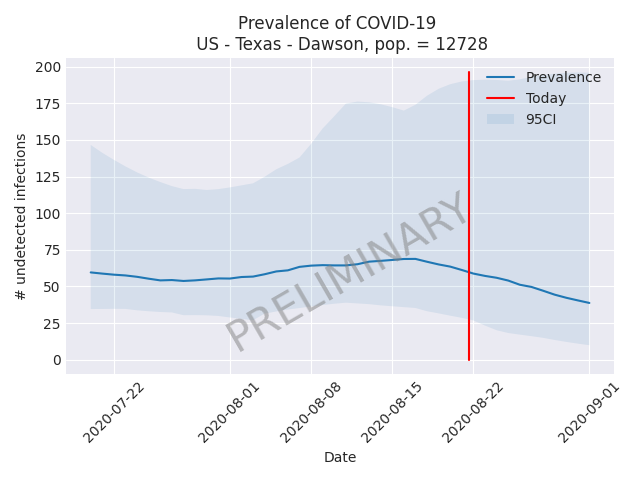 Prevalence of COVID-19
US - Texas - Dawson, pop. = 12728
200
175
150
125
100
75
50
25
0
# undetected infections
Prevalence
Today
95CI
PRELIMINARY
2020-07-22
2020-08-01
2020-08-08
2020-08-15
2020-08-22
2020-09-01
Date